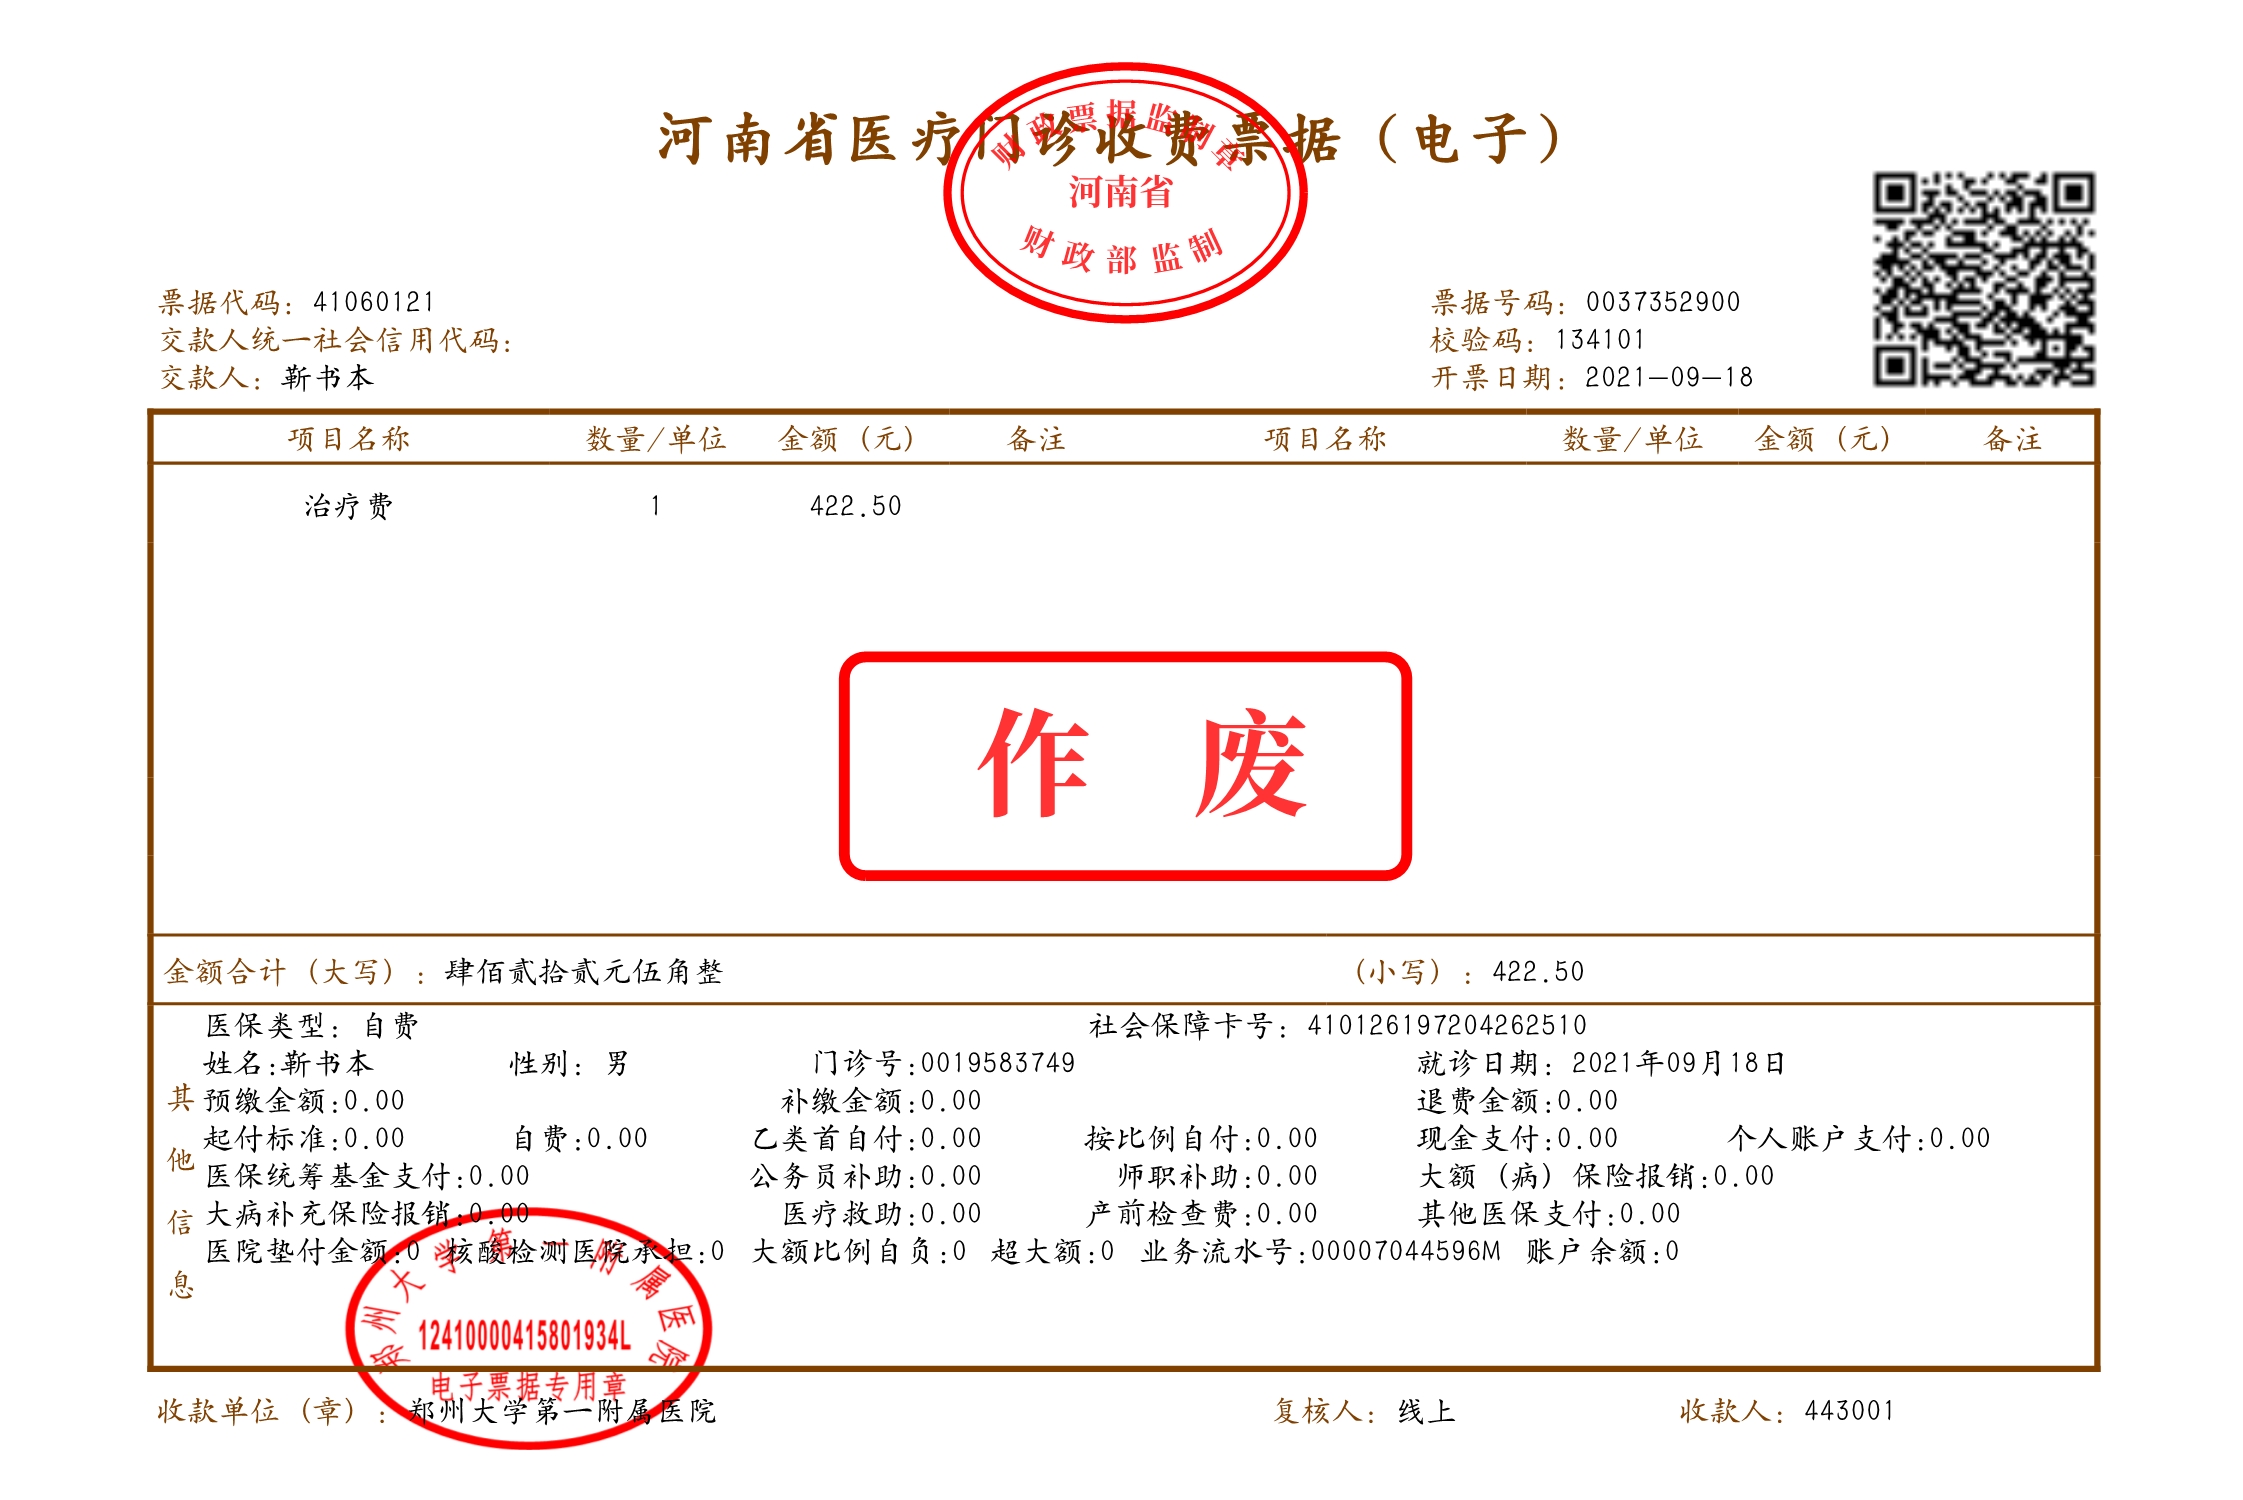 河南省医疗门诊收费票据（电子）
财政票据监制章
河南省
财政部监制
票据代码：41060121
票据号码：0037352900
交款人统一社会信用代码：
校验码：134101
交款人：靳书本
开票日期：2021-09-18
项目名称 数量/单位 金额（元） 备注 项目名称 数量/单位 金额（元） 备注
治疗费 1 422.50
作废
金额合计（大写）：肆佰贰拾贰元伍角整 （小写）：422.50
其他信息
医保类型：自费 社会保障卡号：410126197204262510
姓名:靳书本 性别：男 门诊号:0019583749 就诊日期：2021年09月18日
预缴金额:0.00 补缴金额:0.00 退费金额:0.00
起付标准:0.00 自费:0.00 乙类首自付:0.00 按比例自付:0.00 现金支付:0.00 个人账户支付:0.00
医保统筹基金支付:0.00 公务员补助:0.00 师职补助:0.00 大额（病）保险报销:0.00
大病补充保险报销:0.00 医疗救助:0.00 产前检查费:0.00 其他医保支付:0.00
医院垫付金额:0 核酸检测医院承担:0 大额比例自负:0 超大额:0 业务流水号:00007044596M 账户余额:0
郑州大学第一附属医院
12410000415801934L
电子票据专用章
收款单位（章）：郑州大学第一附属医院 复核人：线上 收款人：443001